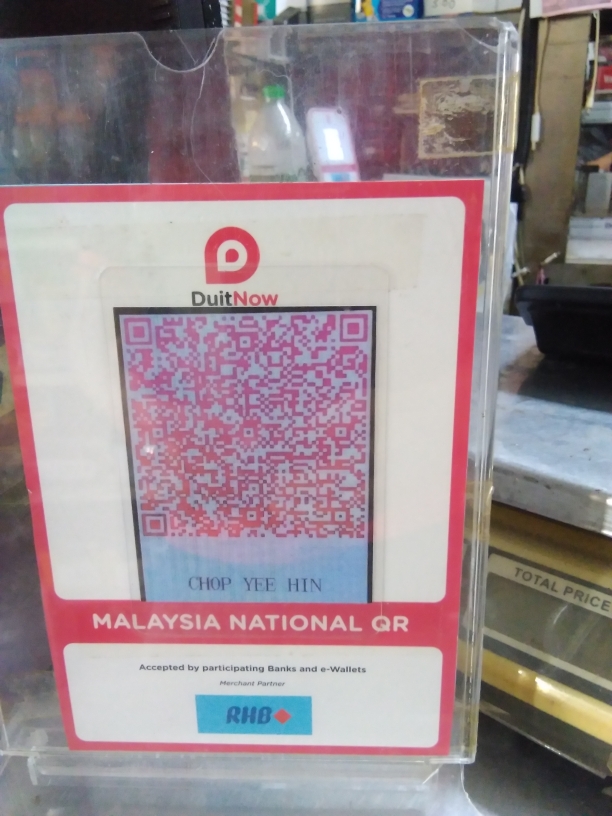 DuitNow
CHOP YEE HIN
MALAYSIA NATIONAL QR
Accepted by participating Banks and e-Wallets
Merchant Partner
RHB
TOTAL PRICE